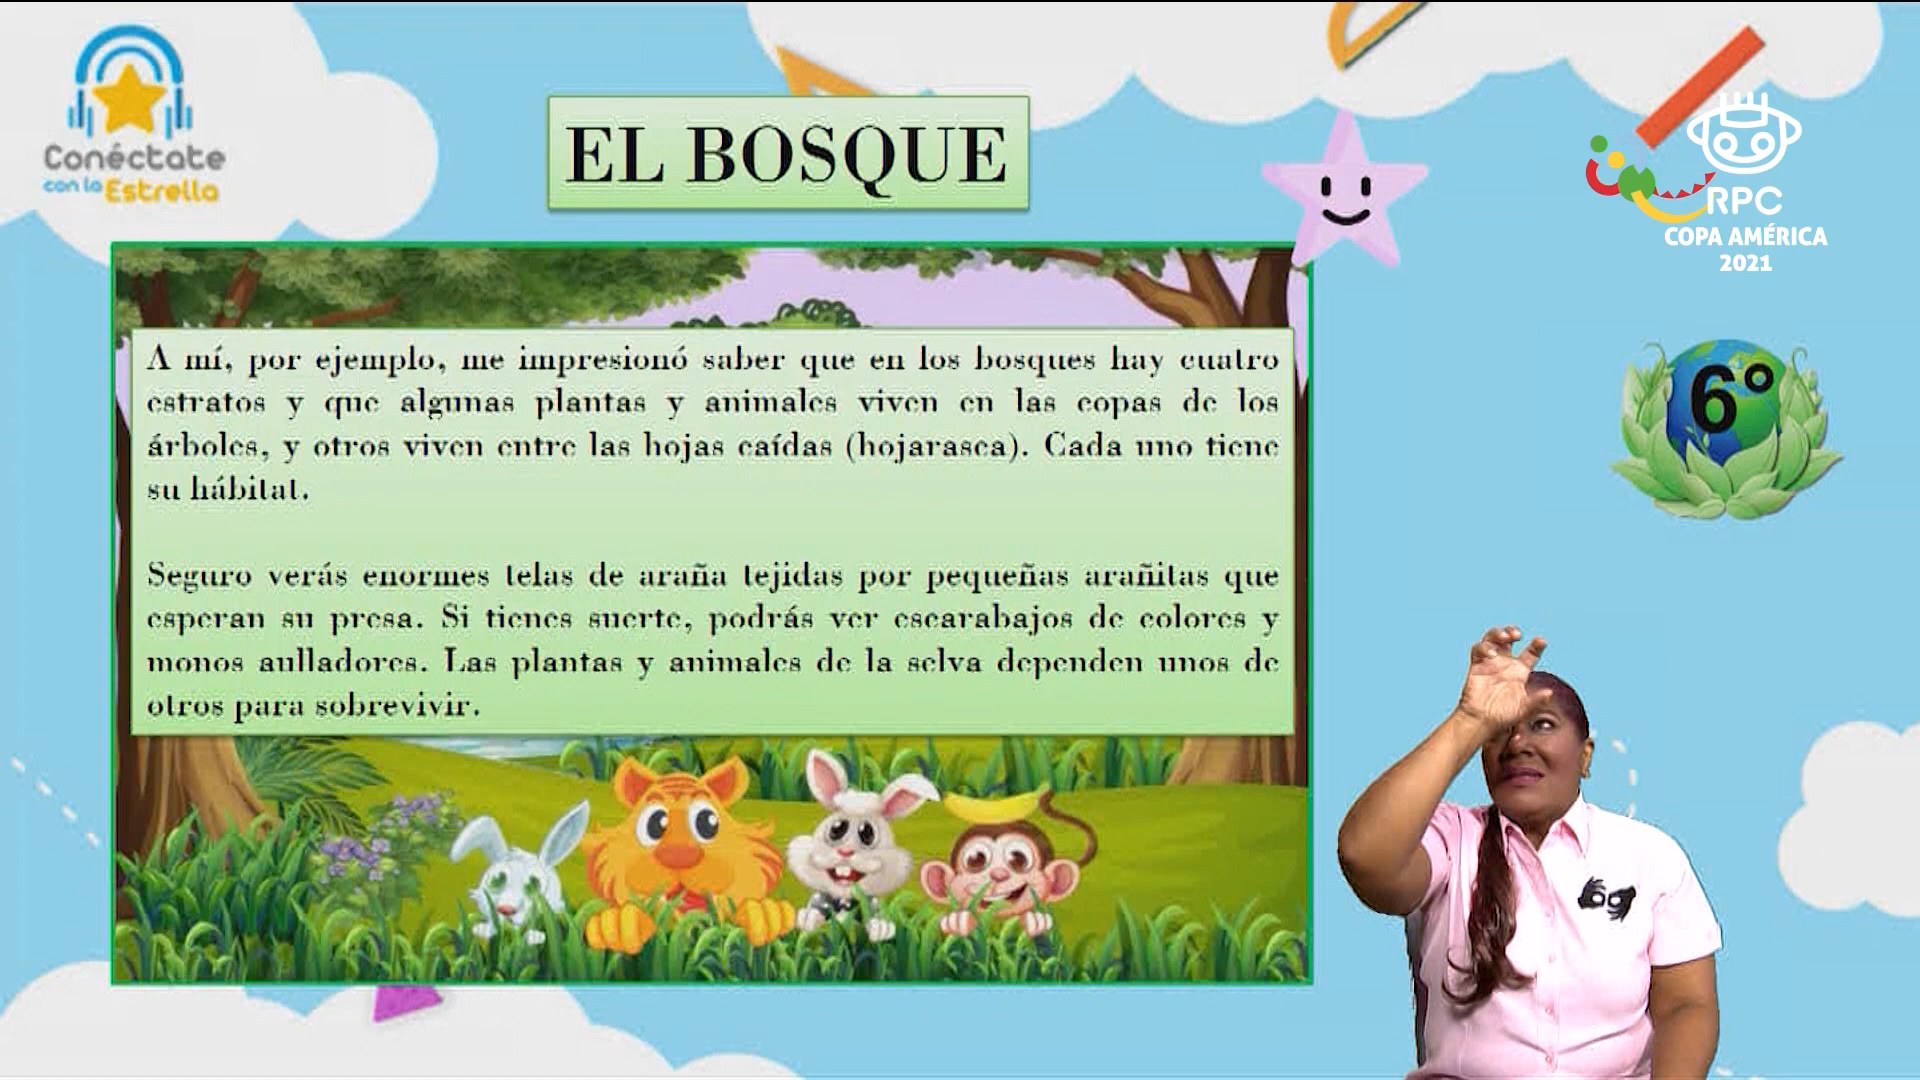 Conéctate
con la Estrella
EL BOSQUE
RPC
COPA AMÉRICA
2021
6°
A mí, por ejemplo, me impresionó saber que en los bosques hay cuatro
estratos y que algunas plantas y animales viven en las copas de los
árboles, y otros viven entre las hojas caídas (hojarasca). Cada uno tiene
su hábitat.
Seguro verás enormes telas de araña tejidas por pequeñas arañitas que
esperan su presa. Si tienes suerte, podrás ver escarabajos de colores y
monos aulladores. Las plantas y animales de la selva dependen unos de
otros para sobrevivir.